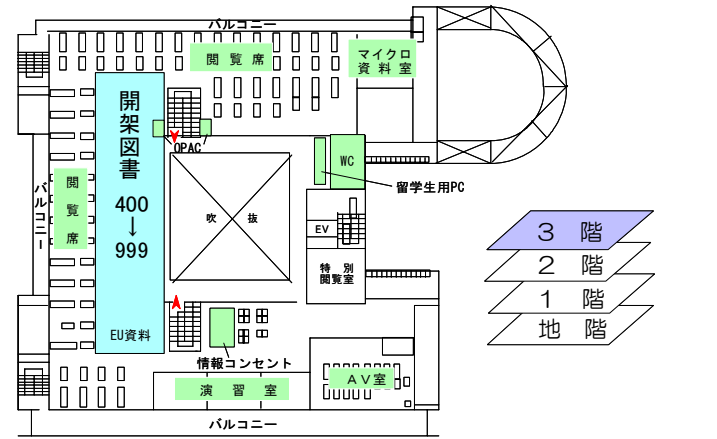 バルコニー
閲覧席
マイクロ
資料室
開架図書
400
↓
999
EU資料
OPAC
WC
留学生用PC
バルコニー
閲覧席
吹抜
EV
特別
閲覧室
情報コンセント
演習室
AV室
バルコニー
3階
2階
1階
地階